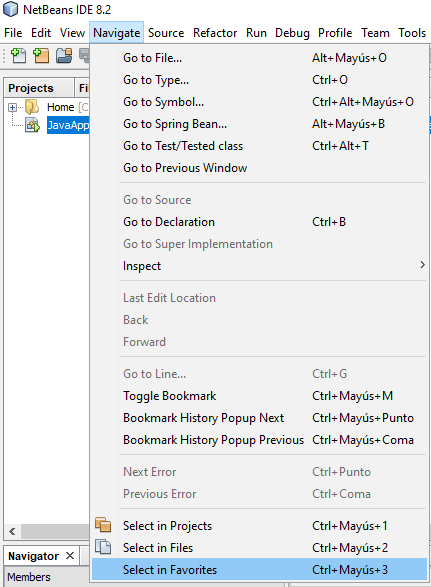 NetBeans IDE 8.2
File Edit View Navigate Source Refactor Run Debug Profile Team Tools
Projects Fi
Home [C
JavaApp
Go to File... Alt+Mayús+O
Go to Type... Ctrl+O
Go to Symbol... Ctrl+Alt+Mayús+O
Go to Spring Bean... Alt+Mayús+B
Go to Test/Tested class Ctrl+Alt+T
Go to Previous Window
Go to Source
Go to Declaration Ctrl+B
Go to Super Implementation
Inspect
Last Edit Location
Back
Forward
Go to Line... Ctrl+G
Toggle Bookmark Ctrl+Mayús+M
Bookmark History Popup Next Ctrl+Mayús+Punto
Bookmark History Popup Previous Ctrl+Mayús+Coma
Next Error Ctrl+Punto
Previous Error Ctrl+Coma
Select in Projects Ctrl+Mayús+1
Select in Files Ctrl+Mayús+2
Select in Favorites Ctrl+Mayús+3
Navigator
Members